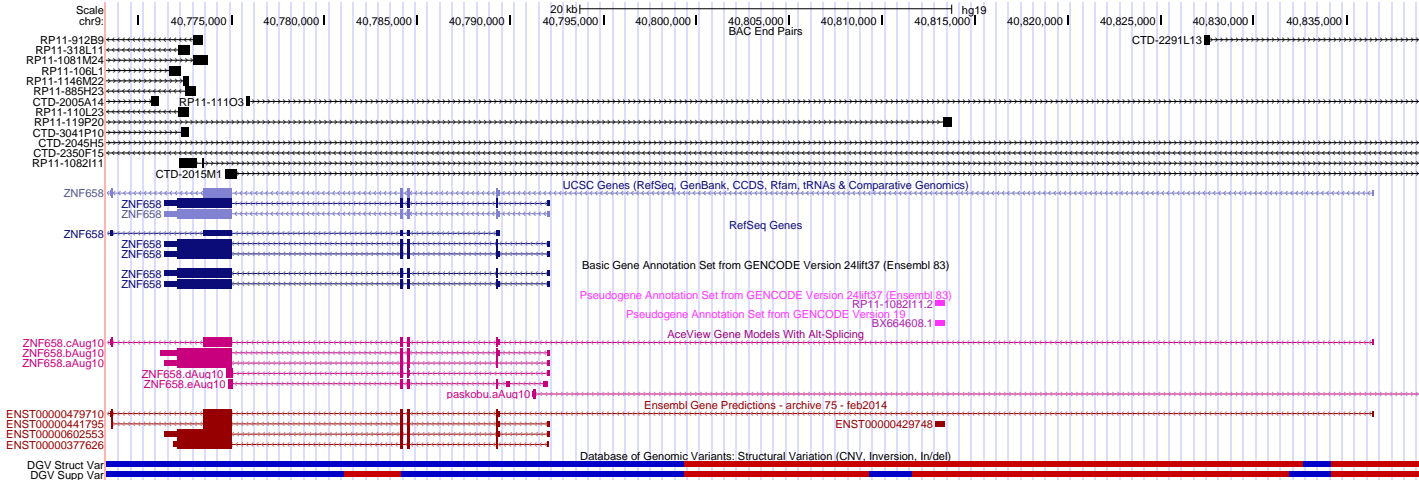 Scale 20 kb hg19
chr9: 40,775,000 40,780,000 40,785,000 40,790,000 40,795,000 40,800,000 40,805,000 40,810,000 40,815,000 40,820,000 40,825,000 40,830,000 40,835,000
BAC End Pairs
RP11-912B9 CTD-2291L13
RP11-318L11
RP11-1081M24
RP11-106L1
RP11-1146M22
RP11-885H23
CTD-2005A14 RP11-111O3
RP11-110L23
RP11-119P20
CTD-3041P10
CTD-2045H5
CTD-2350F15
RP11-1082I11
CTD-2015M1
UCSC Genes (RefSeq, GenBank, CCDS, Rfam, tRNAs & Comparative Genomics)
ZNF658
ZNF658
ZNF658
RefSeq Genes
ZNF658
ZNF658
ZNF658
Basic Gene Annotation Set from GENCODE Version 24lift37 (Ensembl 83)
ZNF658
ZNF658
Pseudogene Annotation Set from GENCODE Version 24lift37 (Ensembl 83)
RP11-1082I11.2
Pseudogene Annotation Set from GENCODE Version 19
BX664608.1
AceView Gene Models With Alt-Splicing
ZNF658.cAug10
ZNF658.bAug10
ZNF658.aAug10
ZNF658.dAug10
ZNF658.eAug10
paskobu.aAug10
Ensembl Gene Predictions - archive 75 - feb2014
ENST00000479710
ENST00000441795 ENST00000429748
ENST00000602553
ENST00000377626
Database of Genomic Variants: Structural Variation (CNV, Inversion, In/del)
DGV Struct Var
DGV Supp Var